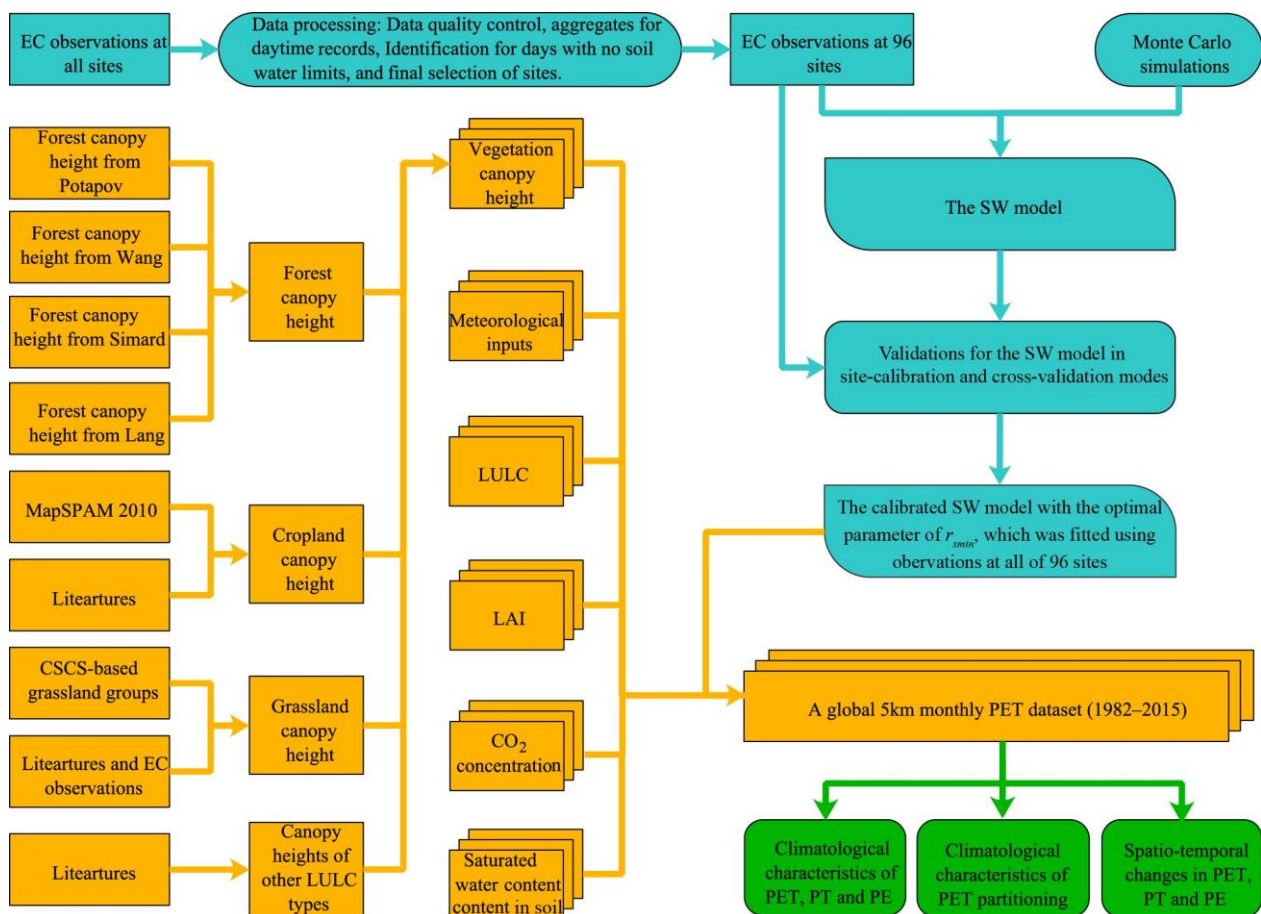 EC observations at
all sites
Data processing: Data quality control, aggregates for
daytime records, Identification for days with no soil
water limits, and final selection of sites.
EC observations at 96
sites
Monte Carlo
simulations
Forest canopy
height from
Potapov
Forest canopy
height from Wang
Forest canopy
height from Simard
Forest canopy
height from Lang
MapSPAM 2010
Liteartures
CSCS-based
grassland groups
Liteartures and EC
observations
Liteartures
Forest
canopy
height
Cropland
canopy
height
Grassland
canopy
height
Canopy
heights of
other LULC
types
Vegetation
canopy
height
Meteorological
inputs
LULC
LAI
CO2
concentration
Saturated
water content
content in soil
The SW model
Validations for the SW model in
site-calibration and cross-validation modes
The calibrated SW model with the optimal
parameter of rsmin, which was fitted using
obervations at all of 96 sites
A global 5km monthly PET dataset (1982–2015)
Climatological
characteristics of
PET, PT and PE
Climatological
characteristics of
PET partitioning
Spatio-temporal
changes in PET,
PT and PE